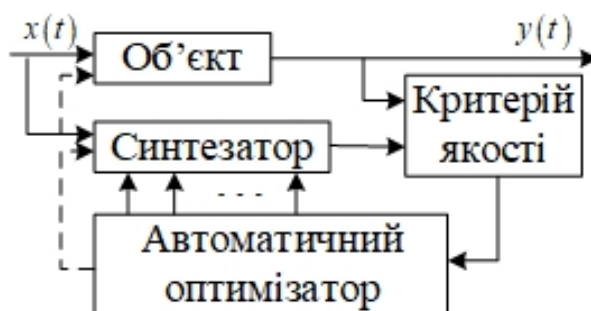 x(t)
y(t)
Об’єкт
Критерій
якості
Синтезатор
- - -
Автоматичний
оптимізатор